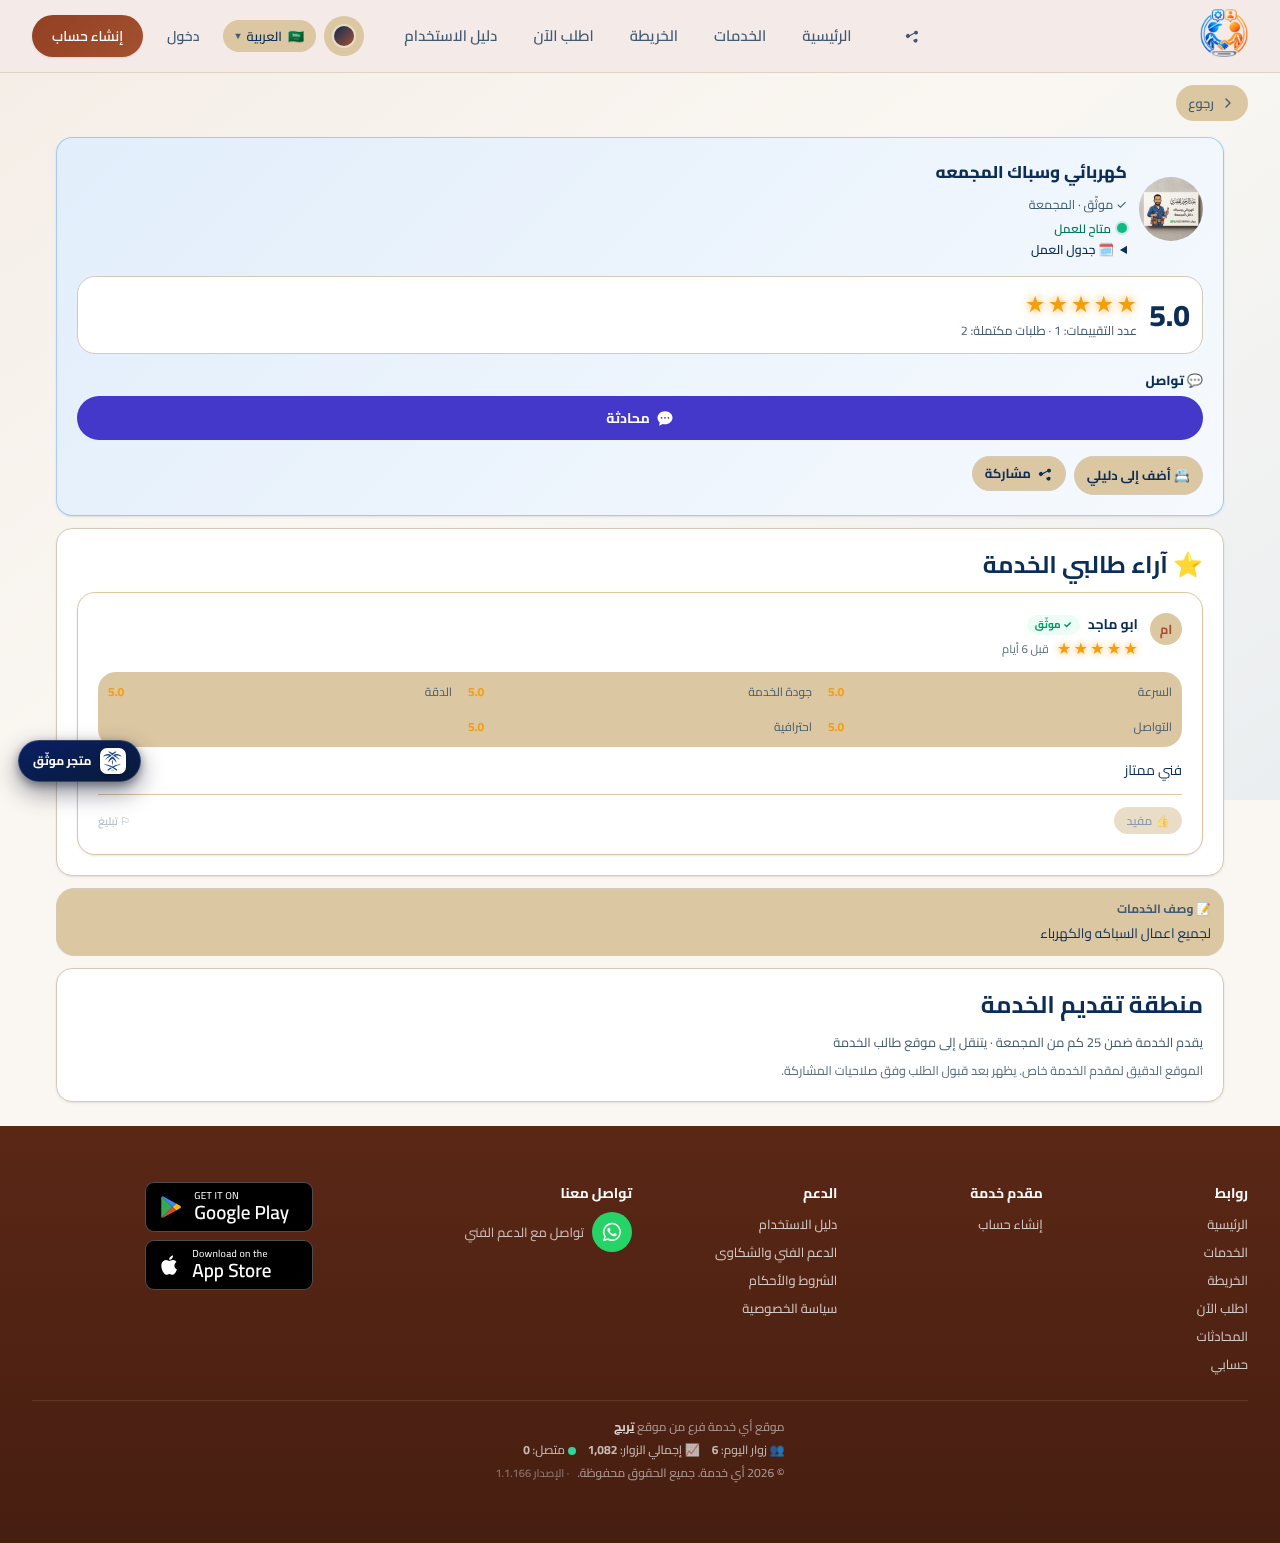 الرئيسية
الخدمات
الخريطة
اطلب الآن
دليل الاستخدام
العربية
دخول
إنشاء حساب
رجوع
كهربائي وسباك المجمعه
✓ موثّق · المجمعة
متاح للعمل
جدول العمل
5.0
عدد التقييمات: 1 · طلبات مكتملة: 2
تواصل
محادثة
أضف إلى دليلي
مشاركة
آراء طالبي الخدمة
ام
ابو ماجد
✓ موثّق
قبل 6 أيام
السرعة 5.0
جودة الخدمة 5.0
الدقة 5.0
التواصل 5.0
احترافية 5.0
فني ممتاز
مفيد
تبليغ
متجر موثّق
وصف الخدمات
لجميع اعمال السباكه والكهرباء
منطقة تقديم الخدمة
يقدم الخدمة ضمن 25 كم من المجمعة · يتنقل إلى موقع طالب الخدمة
الموقع الدقيق لمقدم الخدمة خاص. يظهر بعد قبول الطلب وفق صلاحيات المشاركة.
روابط
الرئيسية
الخدمات
الخريطة
اطلب الآن
المحادثات
حسابي
مقدم خدمة
إنشاء حساب
الدعم
دليل الاستخدام
الدعم الفني والشكاوى
الشروط والأحكام
سياسة الخصوصية
تواصل معنا
تواصل مع الدعم الفني
GET IT ON
Google Play
Download on the
App Store
موقع أي خدمة فرع من موقع تريح
زوار اليوم: 6 إجمالي الزوار: 1,082 متصل: 0
© 2026 أي خدمة. جميع الحقوق محفوظة. · الإصدار 1.1.166